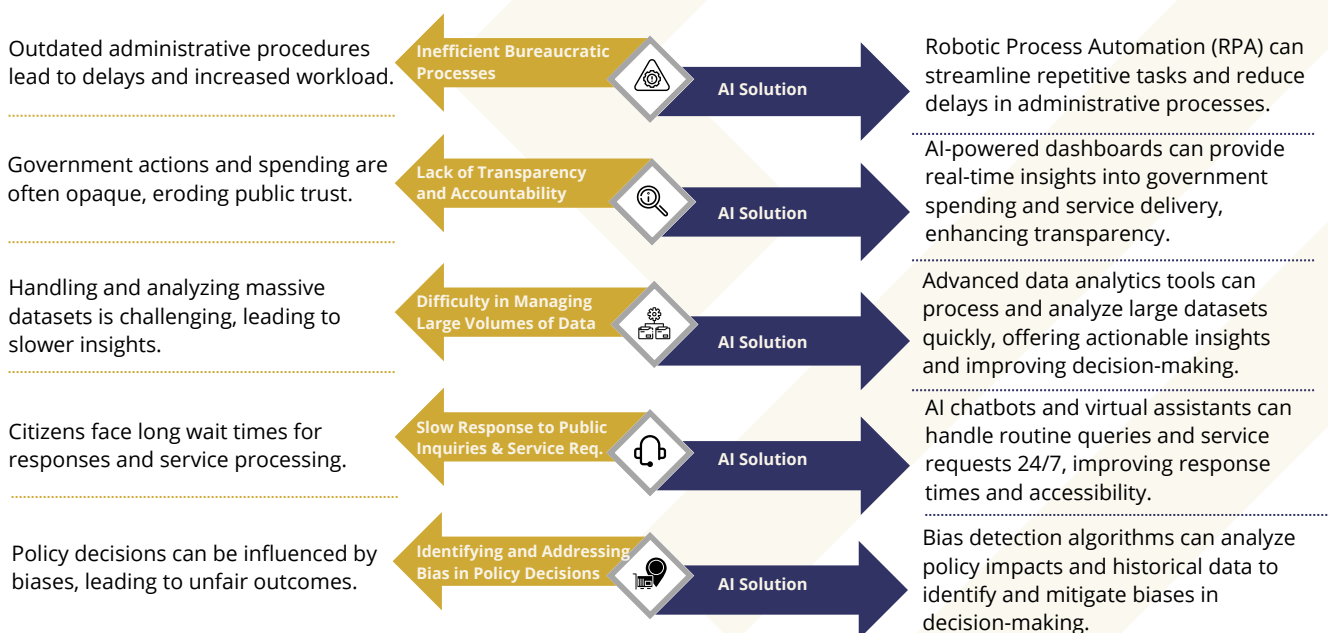 Outdated administrative procedures
lead to delays and increased workload.
Inefficient Bureaucratic
Processes
AI Solution
Robotic Process Automation (RPA) can
streamline repetitive tasks and reduce
delays in administrative processes.
Government actions and spending are
often opaque, eroding public trust.
Lack of Transparency
and Accountability
AI Solution
AI-powered dashboards can provide
real-time insights into government
spending and service delivery,
enhancing transparency.
Handling and analyzing massive
datasets is challenging, leading to
slower insights.
Difficulty in Managing
Large Volumes of Data
AI Solution
Advanced data analytics tools can
process and analyze large datasets
quickly, offering actionable insights
and improving decision-making.
Citizens face long wait times for
responses and service processing.
Slow Response to Public
Inquiries & Service Req.
AI Solution
AI chatbots and virtual assistants can
handle routine queries and service
requests 24/7, improving response
times and accessibility.
Policy decisions can be influenced by
biases, leading to unfair outcomes.
Identifying and Addressing
Bias in Policy Decisions
AI Solution
Bias detection algorithms can analyze
policy impacts and historical data to
identify and mitigate biases in
decision-making.